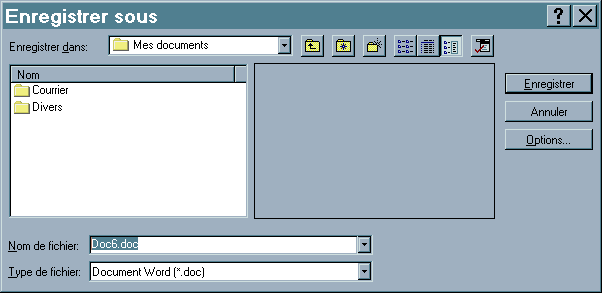 Enregistrer sous
Enregistrer dans: Mes documents
Nom
Courrier
Divers
Enregistrer
Annuler
Options...
Nom de fichier: Doc6.doc
Type de fichier: Document Word (*.doc)